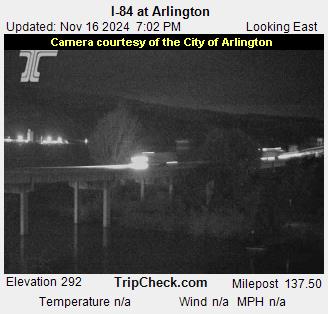 I-84 at Arlington
Updated: Nov 16 2024 7:02 PM Looking East
Camera courtesy of the City of Arlington
Elevation 292 TripCheck.com Milepost 137.50
Temperature n/a Wind n/a MPH n/a